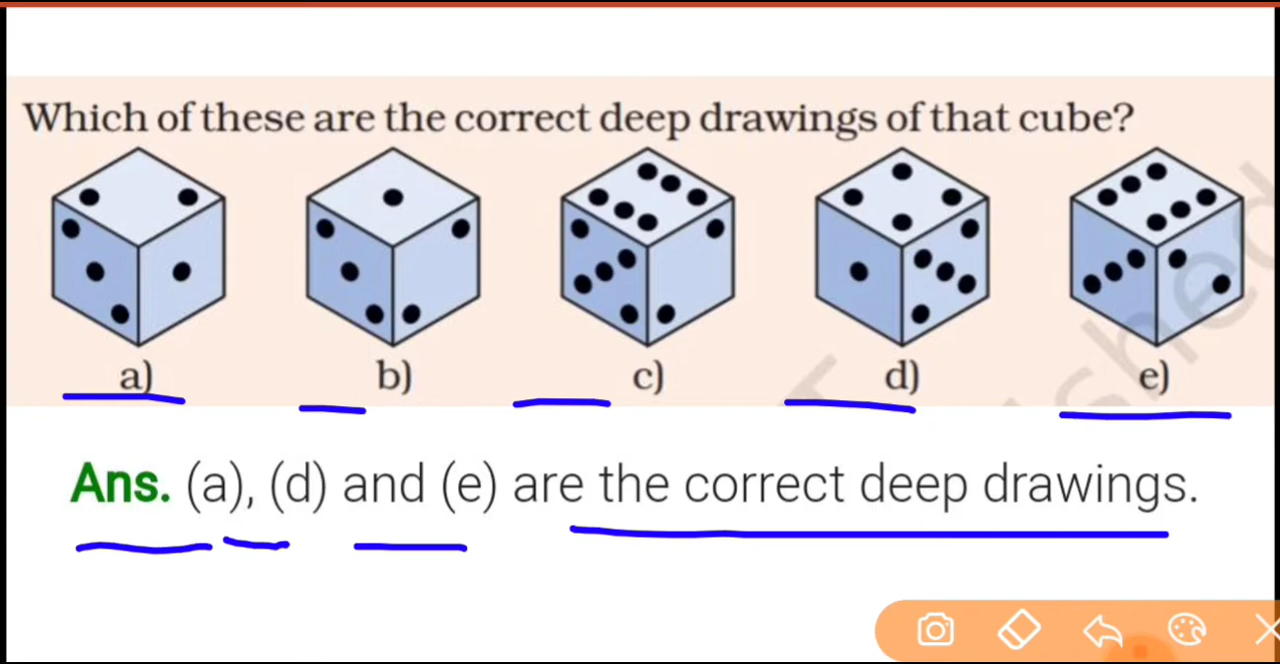 Which of these are the correct deep drawings of that cube?
a) b) c) d) e)
Ans. (a), (d) and (e) are the correct deep drawings.